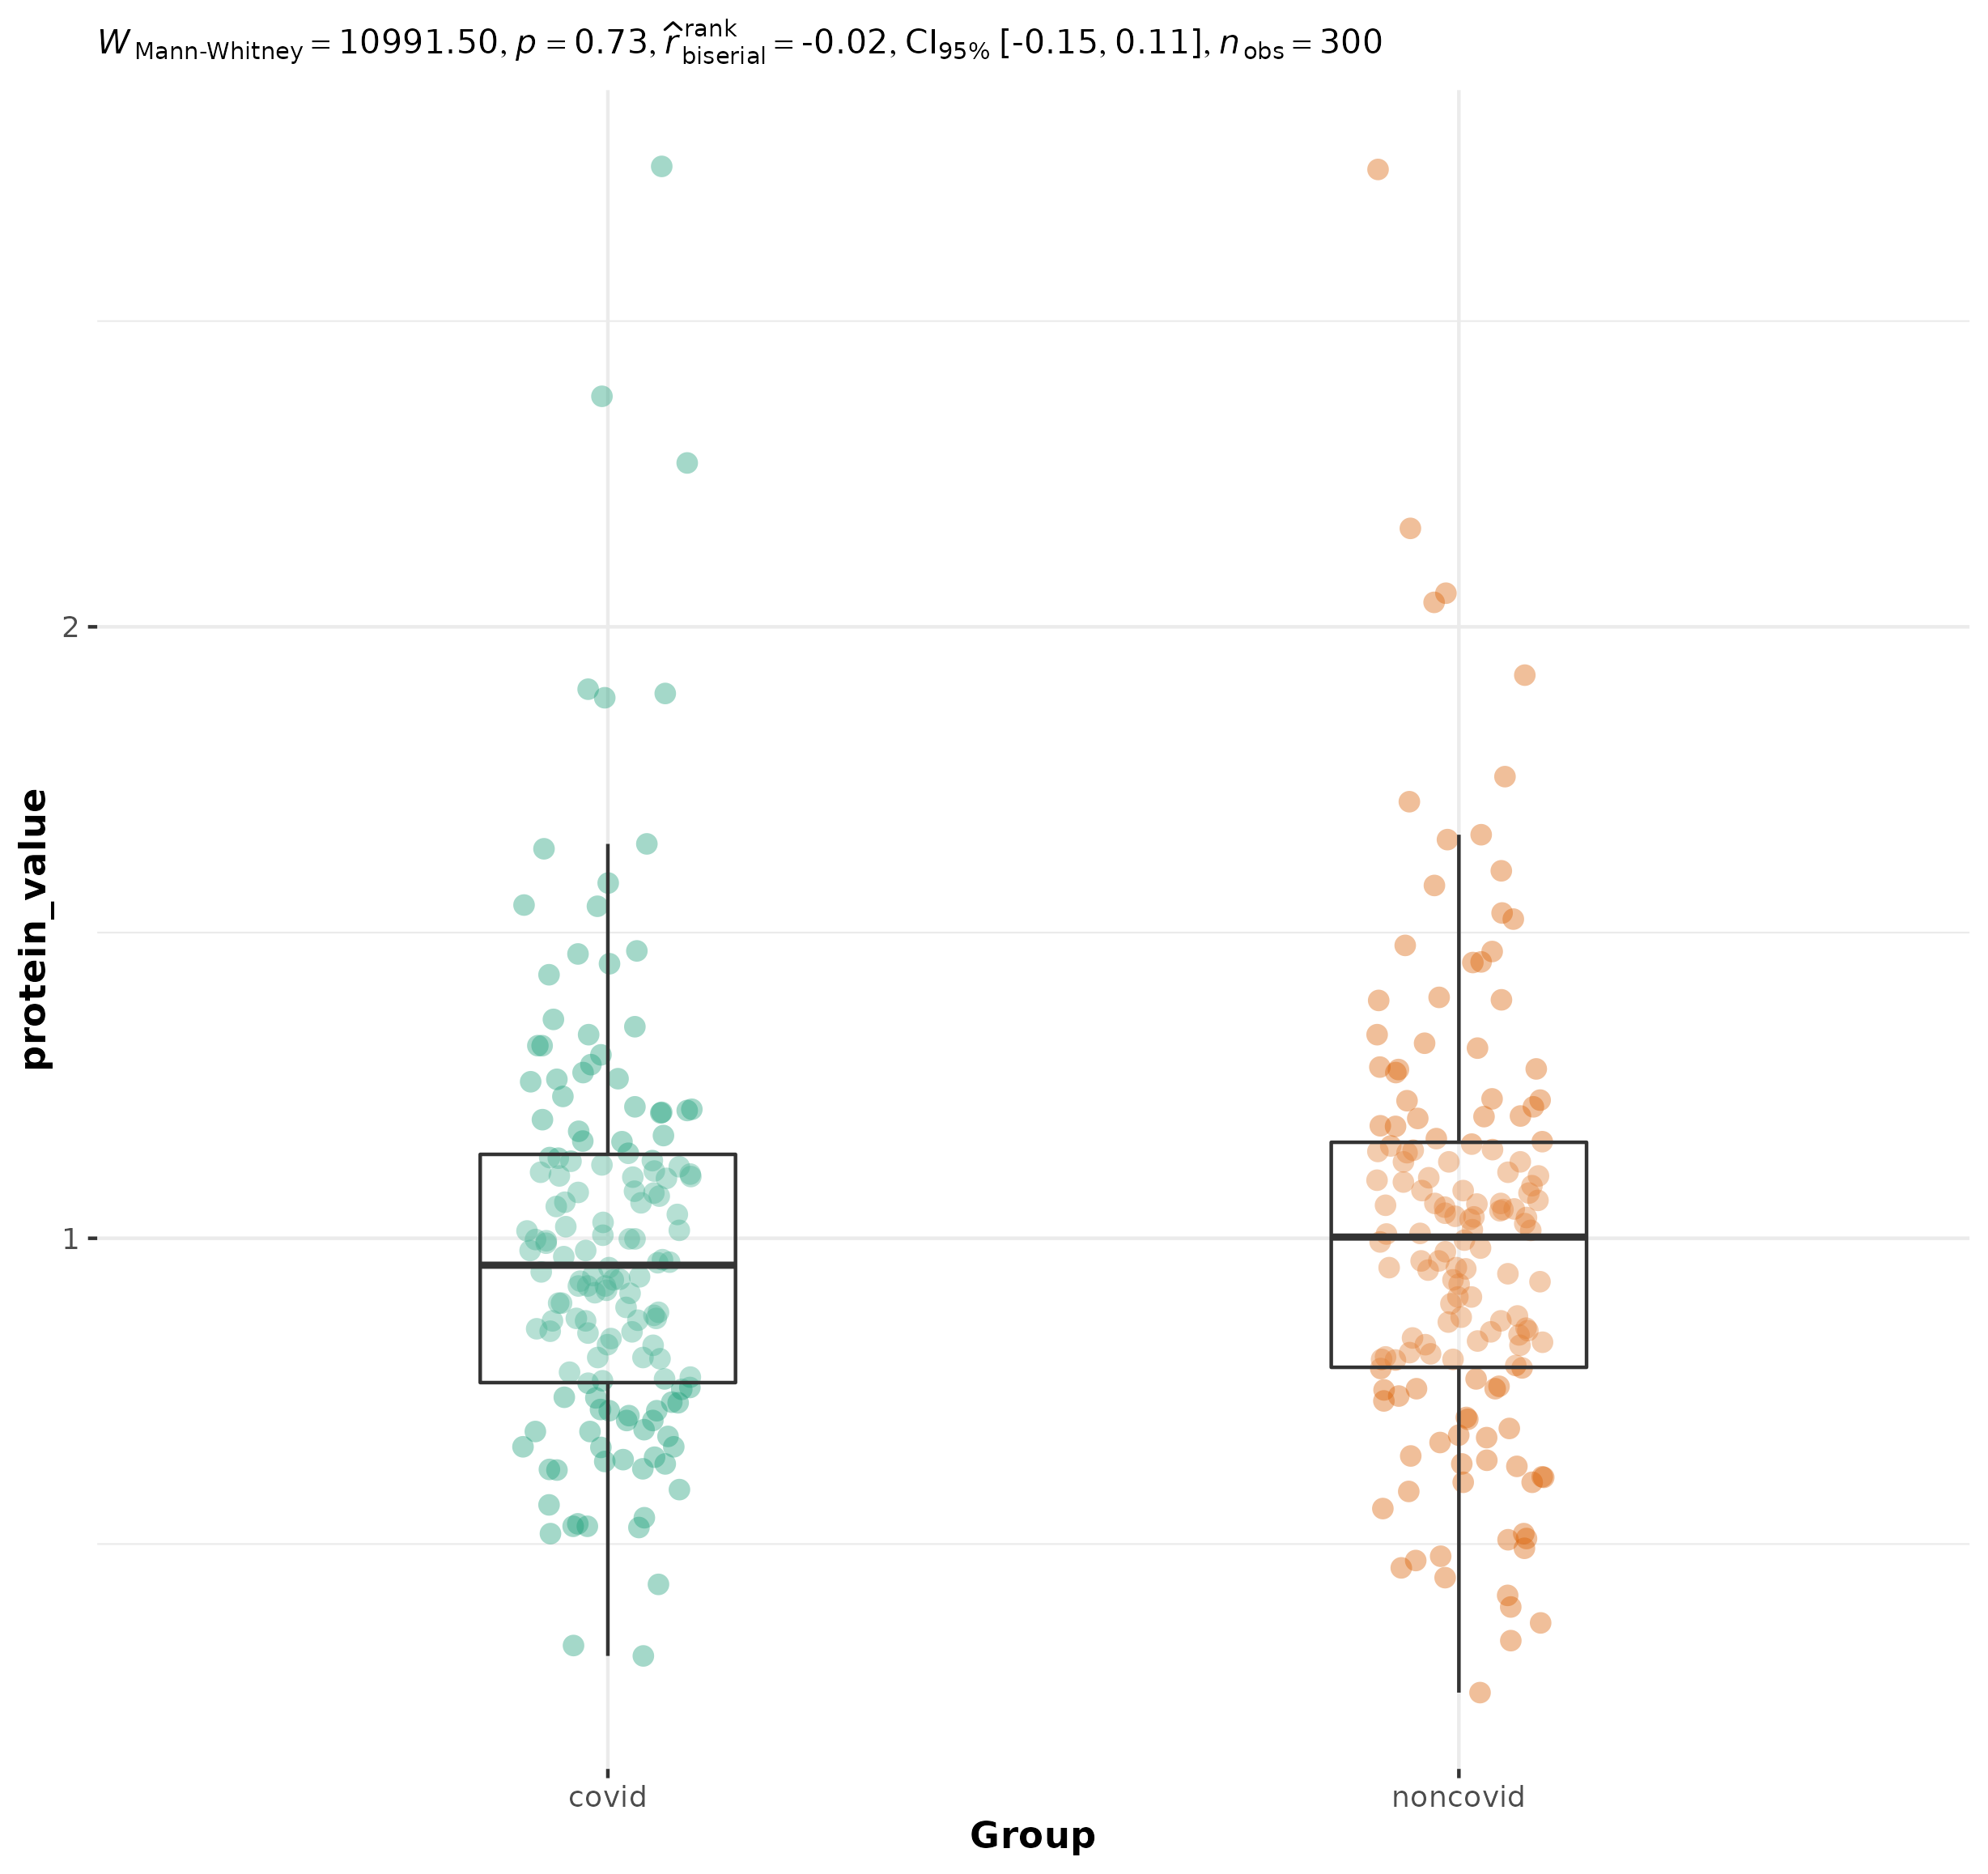 W Mann-Whitney = 10991.50, p = 0.73, r̂ rank biserial = -0.02, CI95% [-0.15, 0.11], n obs = 300
2
1
protein_value
covid noncovid
Group